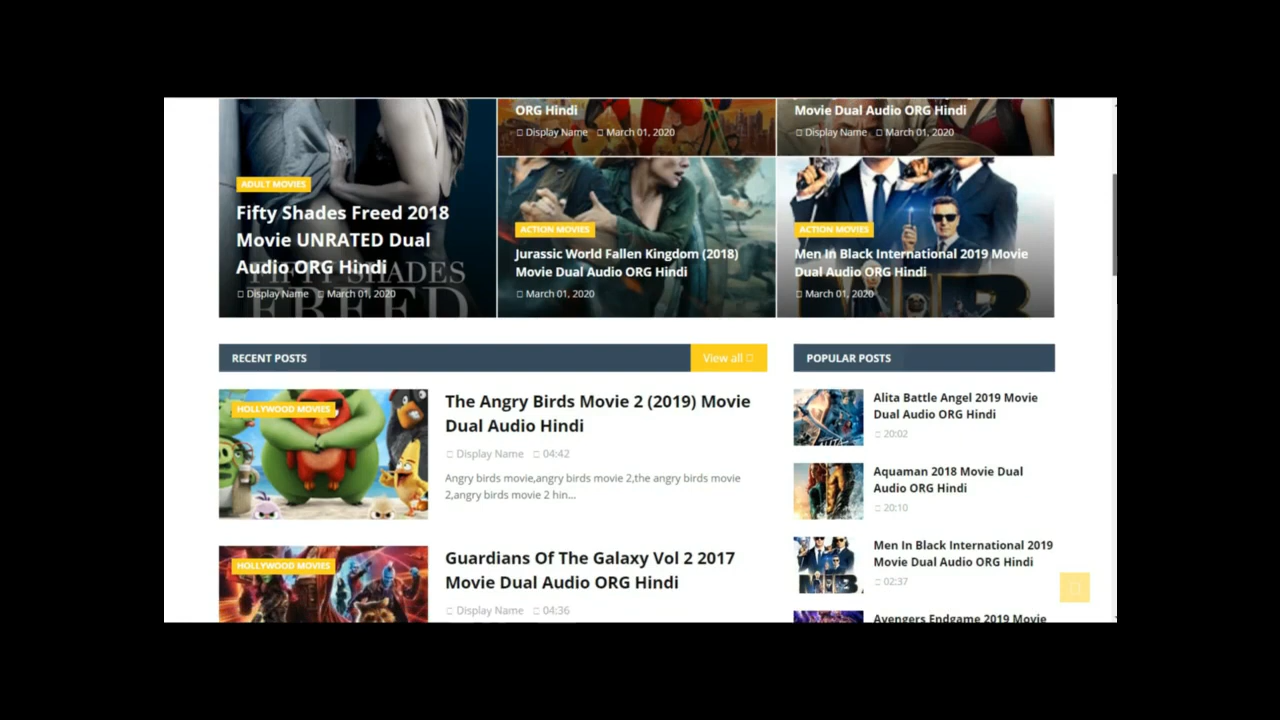 ADULT MOVIES
Fifty Shades Freed 2018
Movie UNRATED Dual
Audio ORG Hindi
FIFTY SHADES
FREED
Display Name March 01, 2020
ORG Hindi
Display Name March 01, 2020
Movie Dual Audio ORG Hindi
Display Name March 01, 2020
ACTION MOVIES
Jurassic World Fallen Kingdom (2018)
Movie Dual Audio ORG Hindi
March 01, 2020
ACTION MOVIES
Men In Black International 2019 Movie
Dual Audio ORG Hindi
March 01, 2020
MIB
RECENT POSTS
View all
HOLLYWOOD MOVIES
The Angry Birds Movie 2 (2019) Movie
Dual Audio Hindi
Display Name 04:42
Angry birds movie,angry birds movie 2,the angry birds movie
2,angry birds movie 2 hin...
HOLLYWOOD MOVIES
Guardians Of The Galaxy Vol 2 2017
Movie Dual Audio ORG Hindi
Display Name 04:36
POPULAR POSTS
Alita Battle Angel 2019 Movie
Dual Audio ORG Hindi
20:02
Aquaman 2018 Movie Dual
Audio ORG Hindi
20:10
MIB
Men In Black International 2019
Movie Dual Audio ORG Hindi
02:37
Avengers Endgame 2019 Movie